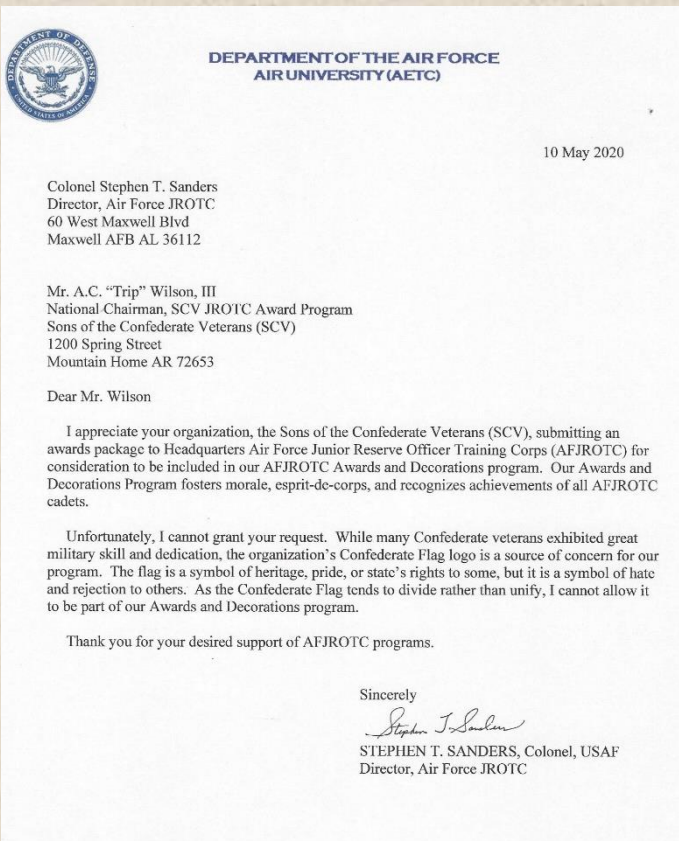 DEPARTMENT OF DEFENSE
UNITED STATES OF AMERICA
DEPARTMENT OF THE AIR FORCE
AIR UNIVERSITY (AETC)
10 May 2020
Colonel Stephen T. Sanders
Director, Air Force JROTC
60 West Maxwell Blvd
Maxwell AFB AL 36112
Mr. A.C. “Trip” Wilson, III
National Chairman, SCV JROTC Award Program
Sons of the Confederate Veterans (SCV)
1200 Spring Street
Mountain Home AR 72653
Dear Mr. Wilson
I appreciate your organization, the Sons of the Confederate Veterans (SCV), submitting an
awards package to Headquarters Air Force Junior Reserve Officer Training Corps (AFJROTC) for
consideration to be included in our AFJROTC Awards and Decorations program. Our Awards and
Decorations Program fosters morale, esprit-de-corps, and recognizes achievements of all AFJROTC
cadets.
Unfortunately, I cannot grant your request. While many Confederate veterans exhibited great
military skill and dedication, the organization’s Confederate Flag logo is a source of concern for our
program. The flag is a symbol of heritage, pride, or state’s rights to some, but it is a symbol of hate
and rejection to others. As the Confederate Flag tends to divide rather than unify, I cannot allow it
to be part of our Awards and Decorations program.
Thank you for your desired support of AFJROTC programs.
Sincerely
Stephen T. Sanders
STEPHEN T. SANDERS, Colonel, USAF
Director, Air Force JROTC